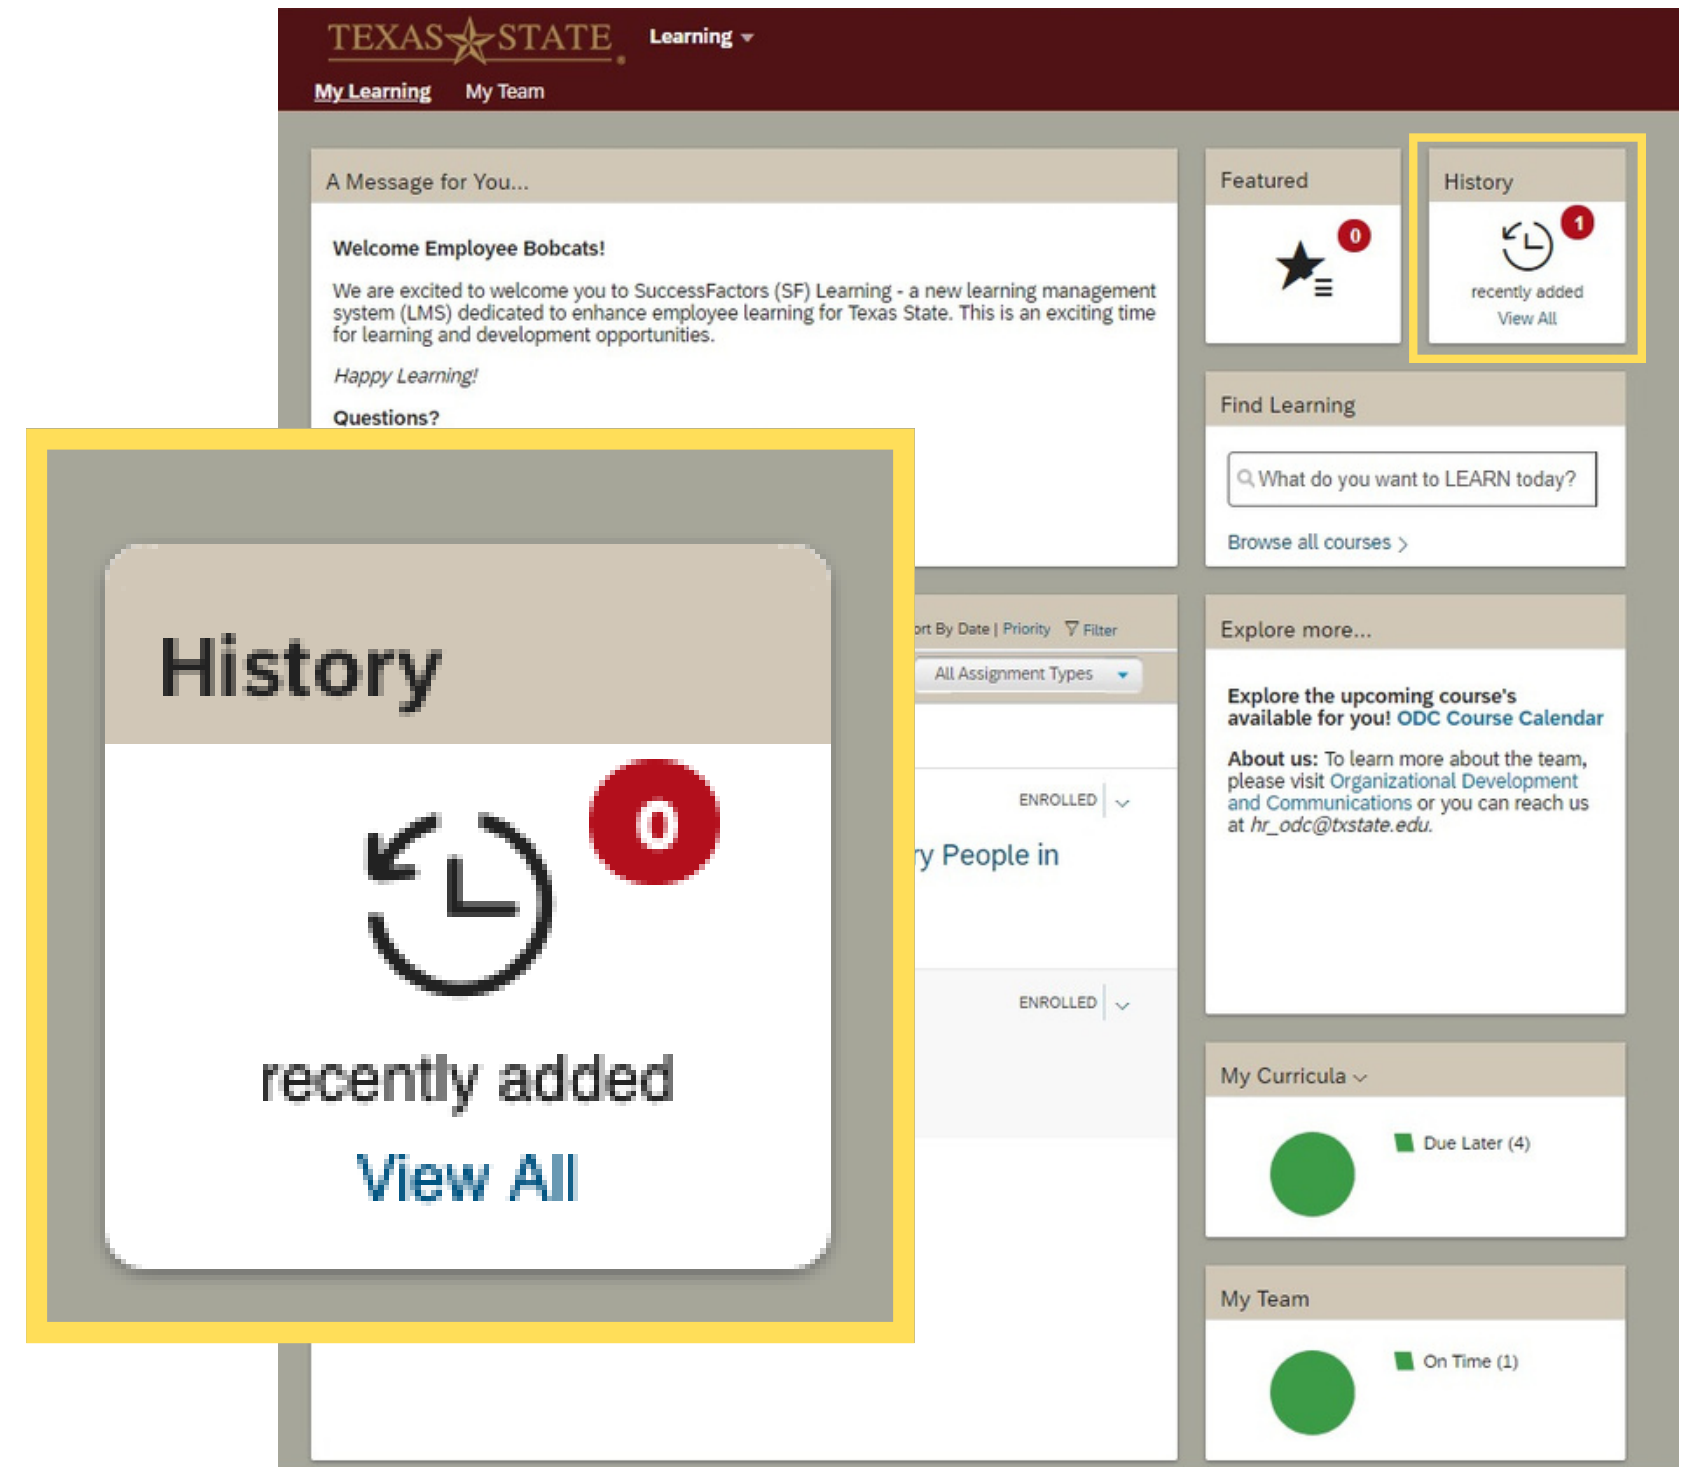 TEXAS STATE
Learning
My Learning My Team
A Message for You...
Welcome Employee Bobcats!
We are excited to welcome you to SuccessFactors (SF) Learning - a new learning management
system (LMS) dedicated to enhance employee learning for Texas State. This is an exciting time
for learning and development opportunities.
Happy Learning!
Questions?
Featured
0
History
1
recently added
View All
Find Learning
What do you want to LEARN today?
Browse all courses >
History
0
recently added
View All
By Date | Priority Filter
All Assignment Types
ENROLLED
People in
ENROLLED
Explore more...
Explore the upcoming course's
available for you! ODC Course Calendar
About us: To learn more about the team,
please visit Organizational Development
and Communications or you can reach us
at hr_odc@txstate.edu.
My Curricula
Due Later (4)
My Team
On Time (1)